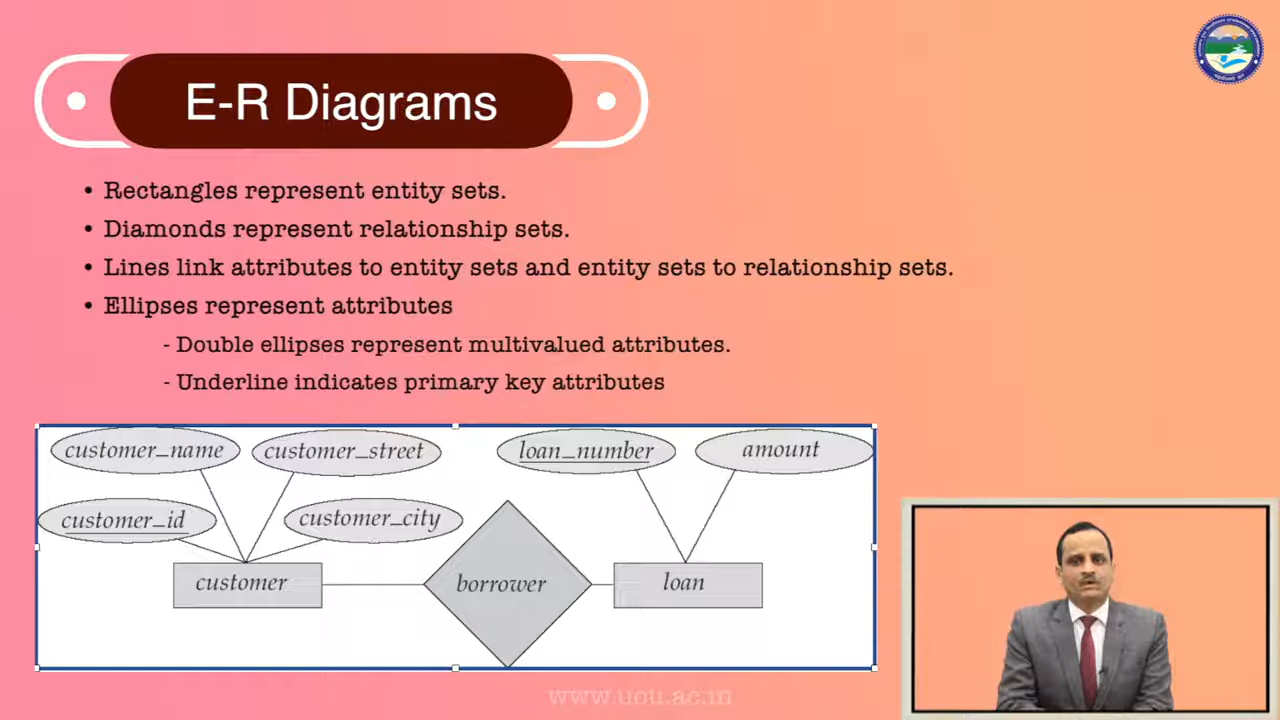 E-R Diagrams
• Rectangles represent entity sets.
• Diamonds represent relationship sets.
• Lines link attributes to entity sets and entity sets to relationship sets.
• Ellipses represent attributes
- Double ellipses represent multivalued attributes.
- Underline indicates primary key attributes
customer_name customer_street loan_number amount
customer_id customer_city
customer borrower loan
www.uou.ac.in